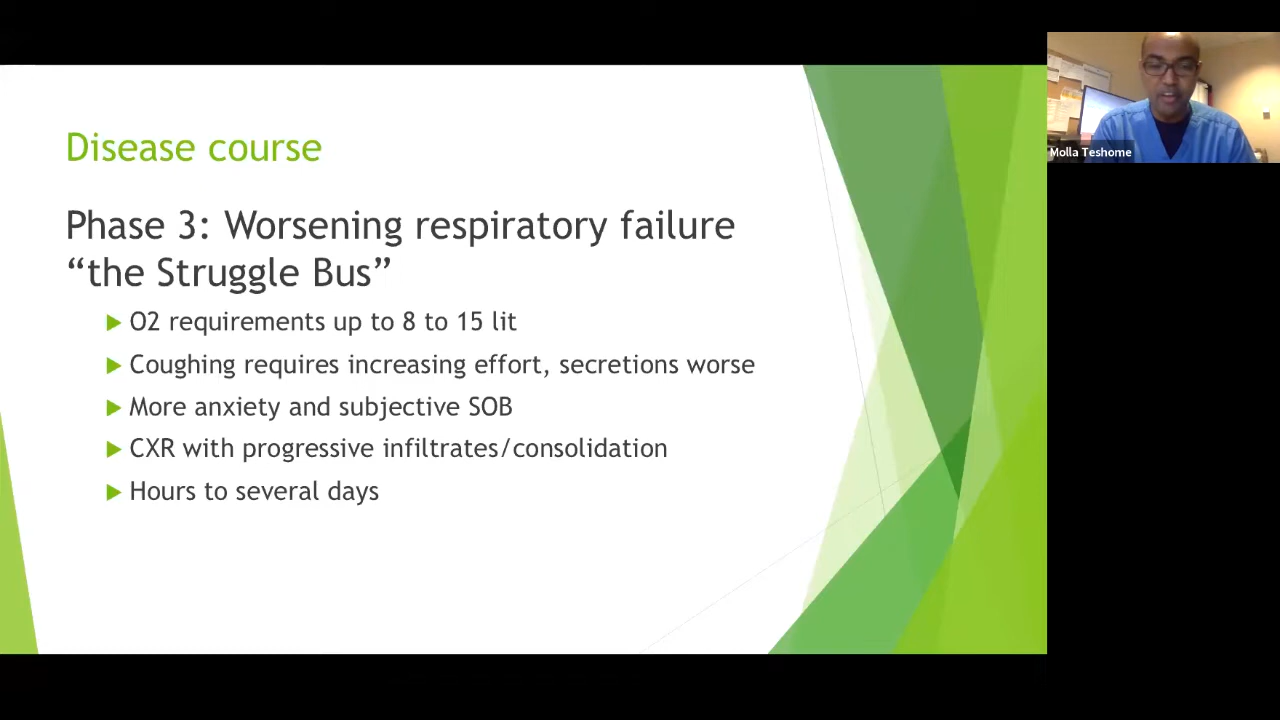 Disease course
Phase 3: Worsening respiratory failure
“the Struggle Bus”
O2 requirements up to 8 to 15 lit
Coughing requires increasing effort, secretions worse
More anxiety and subjective SOB
CXR with progressive infiltrates/consolidation
Hours to several days
Molla Teshome